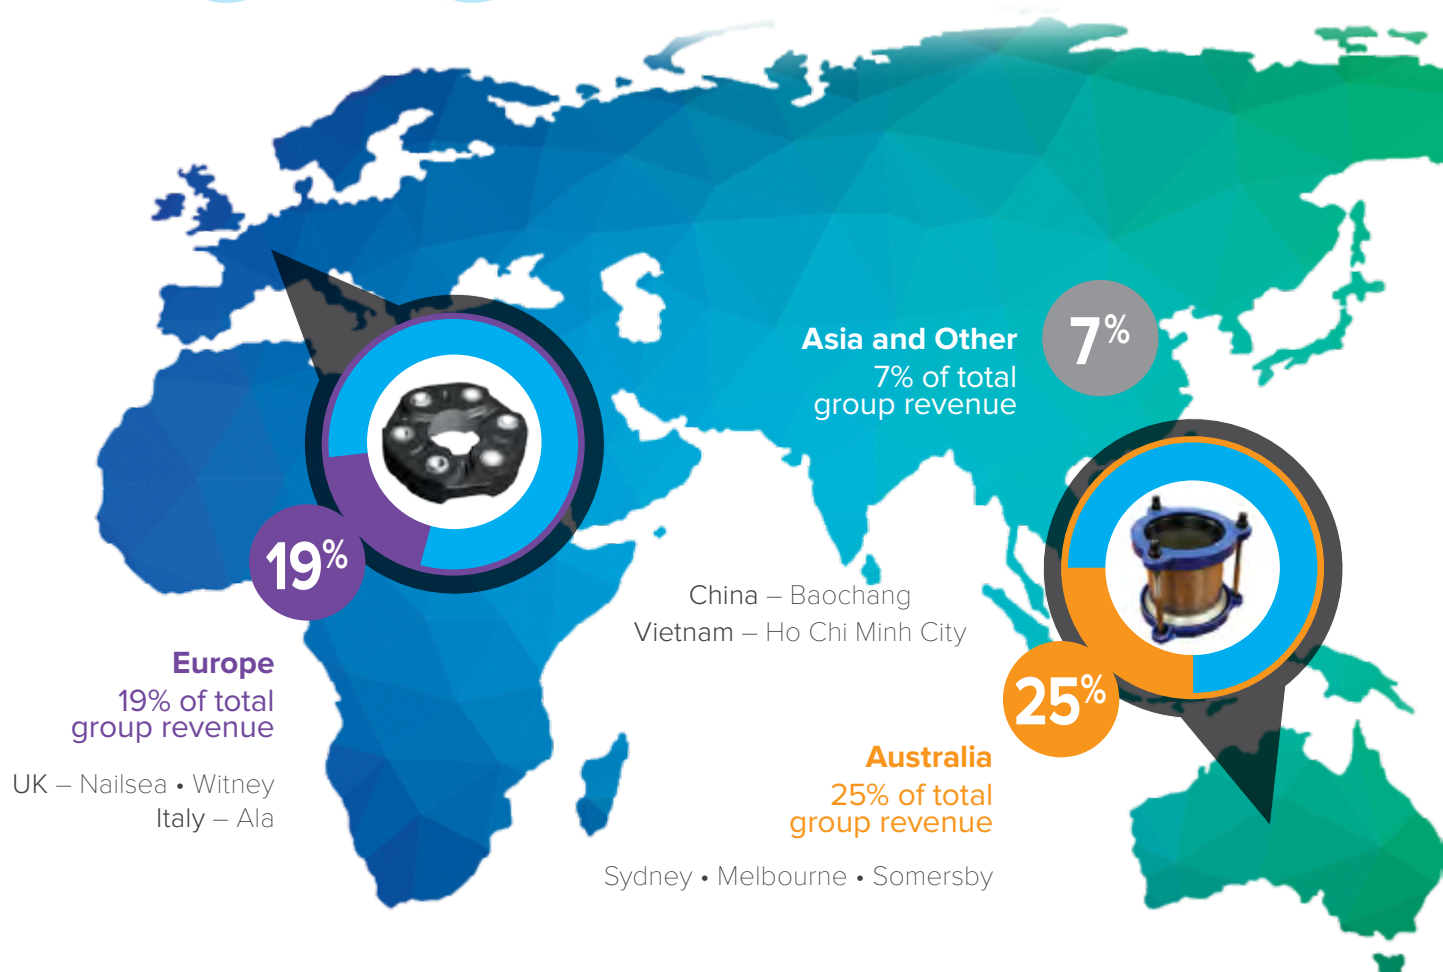 Asia and Other
7% of total
group revenue
7%
19%
China – Baochang
Vietnam – Ho Chi Minh City
Europe
19% of total
group revenue
UK – Nailsea • Witney
Italy – Ala
25%
Australia
25% of total
group revenue
Sydney • Melbourne • Somersby